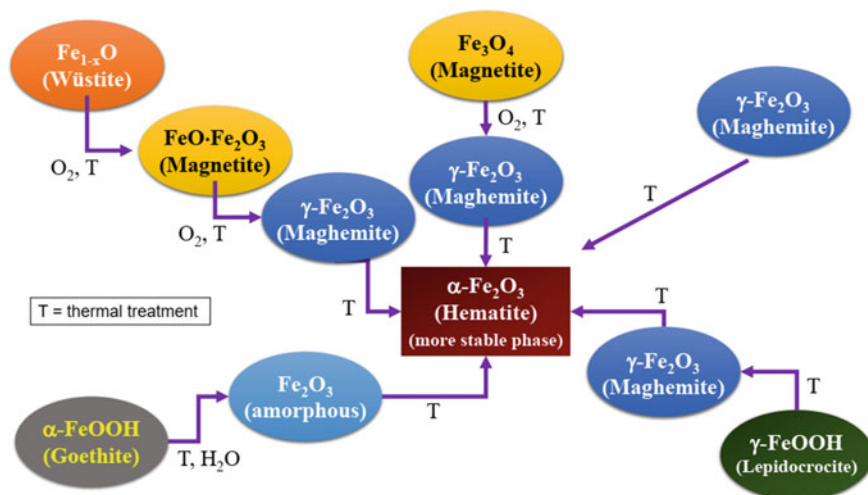 Fe₁₋ₓO
(Wüstite)
O₂, T
FeO·Fe₂O₃
(Magnetite)
O₂, T
γ-Fe₂O₃
(Maghemite)
T
Fe₃O₄
(Magnetite)
O₂, T
γ-Fe₂O₃
(Maghemite)
T
γ-Fe₂O₃
(Maghemite)
T
α-Fe₂O₃
(Hematite)
(more stable phase)
T = thermal treatment
T
γ-Fe₂O₃
(Maghemite)
T
γ-FeOOH
(Lepidocrocite)
Fe₂O₃
(amorphous)
T
α-FeOOH
(Goethite)
T, H₂O